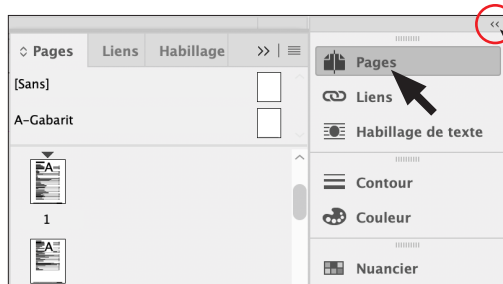 Pages Liens Habillage
[Sans]
A-Gabarit
A
1
A
Pages
Liens
Habillage de texte
Contour
Couleur
Nuancier